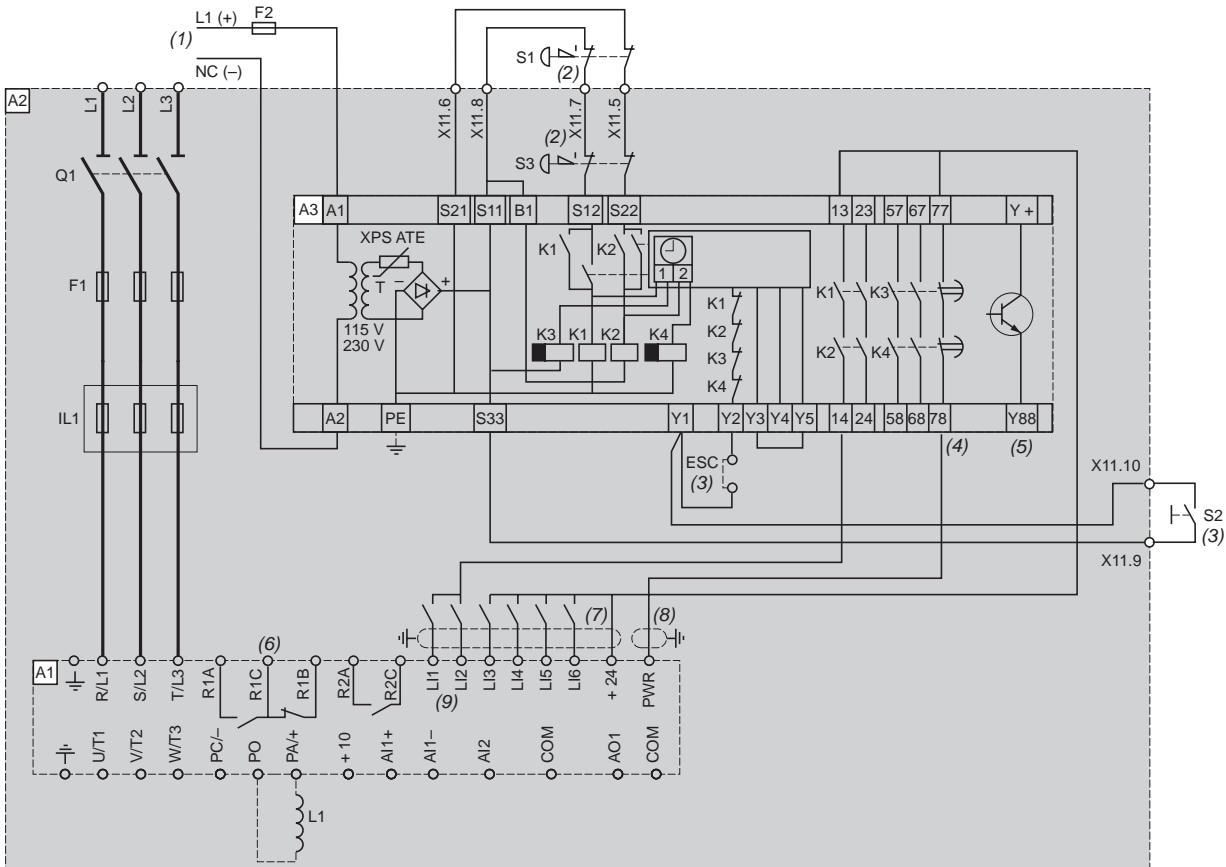 L1 (+)
F2
(1)
NC (–)
S1
(2)
A2
L1
L2
L3
X11.6
X11.8
X11.7
X11.5
(2)
S3
Q1
A3
A1
S21
S11
B1
S12
S22
13
23
57
67
77
Y +
XPS ATE
T
–
+
115 V
230 V
K1
K2
1
2
K3
K1
K2
K4
K1
K2
K3
K4
K1
K3
K2
K4
F1
IL1
A2
PE
S33
Y1
Y2
Y3
Y4
Y5
14
24
58
68
78
Y88
(4)
(5)
ESC
(3)
X11.10
S2
(3)
X11.9
(7)
(8)
(6)
A1
R/L1
S/L2
T/L3
R1A
R1C
R1B
R2A
R2C
LI1
LI2
LI3
LI4
LI5
LI6
+ 24
PWR
(9)
U/T1
V/T2
W/T3
PC/–
PO
PA/+
+ 10
AI1+
AI1–
AI2
COM
AO1
COM
L1